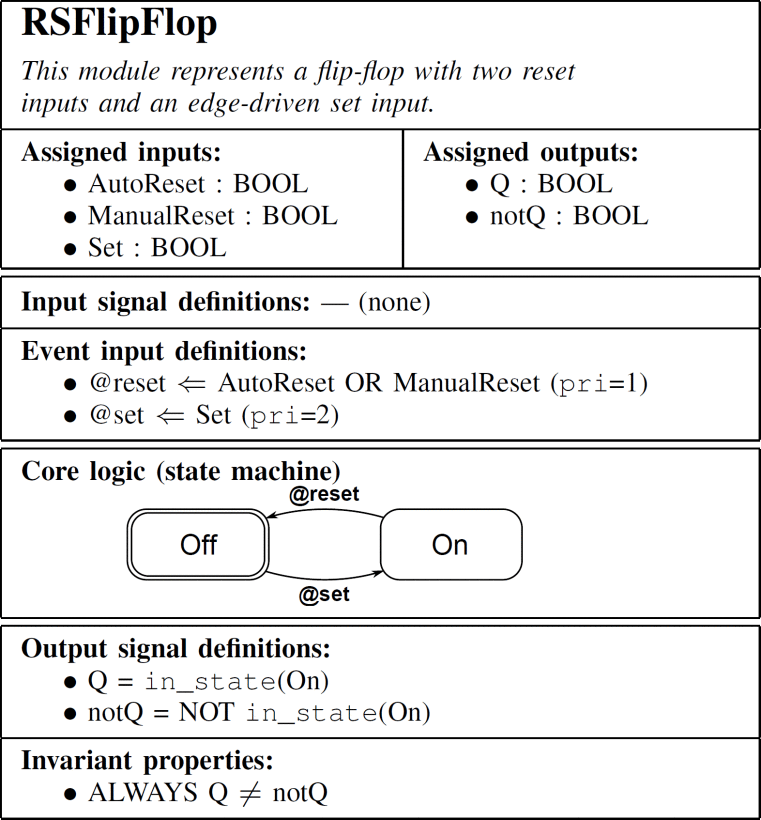 RSFlipFlop
This module represents a flip-flop with two reset
inputs and an edge-driven set input.
Assigned inputs:
• AutoReset : BOOL
• ManualReset : BOOL
• Set : BOOL
Assigned outputs:
• Q : BOOL
• notQ : BOOL
Input signal definitions: — (none)
Event input definitions:
• @reset ⇐ AutoReset OR ManualReset (pri=1)
• @set ⇐ Set (pri=2)
Core logic (state machine)
@reset
Off
On
@set
Output signal definitions:
• Q = in_state(On)
• notQ = NOT in_state(On)
Invariant properties:
• ALWAYS Q ≠ notQ